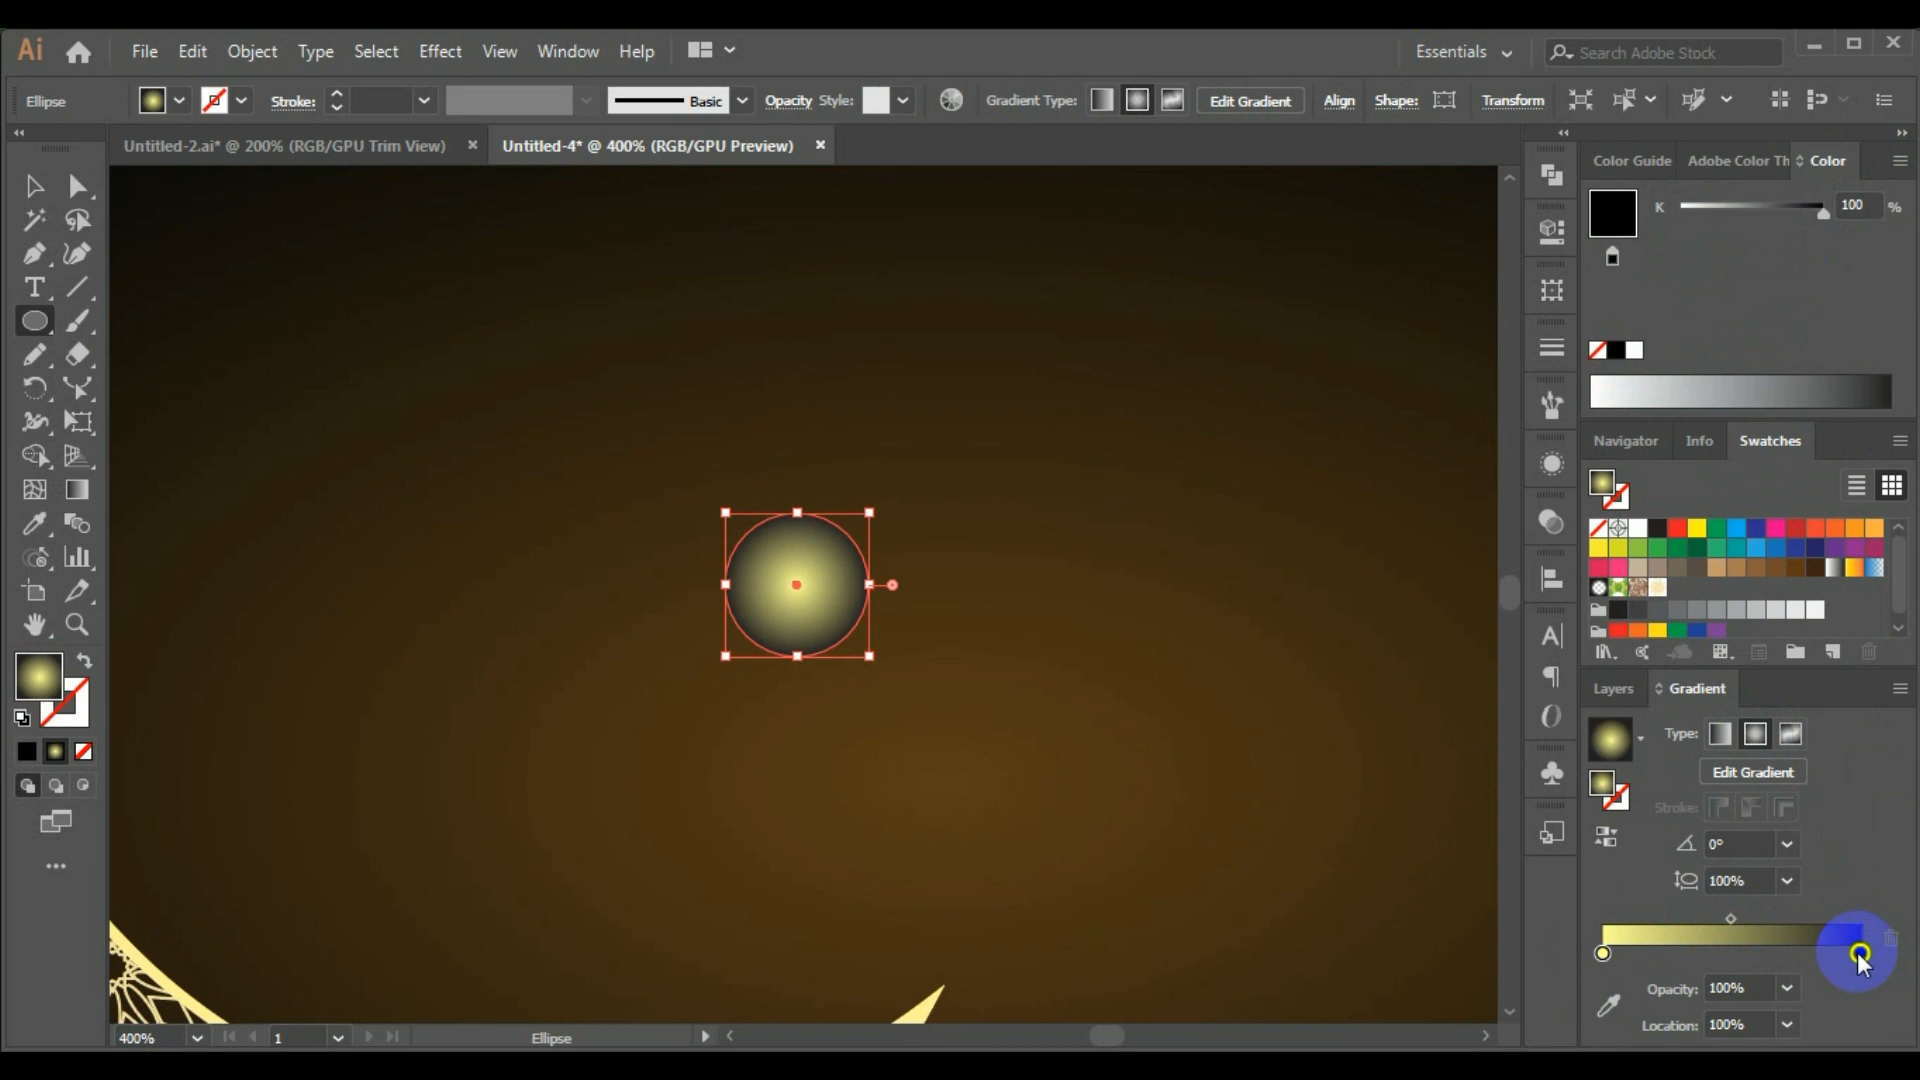 Ai File Edit Object Type Select Effect View Window Help Essentials Search Adobe Stock
Ellipse Stroke: Basic Opacity Style: Gradient Type: Edit Gradient Align Shape: Transform
Untitled-2.ai* @ 200% (RGB/GPU Trim View) Untitled-4* @ 400% (RGB/GPU Preview)
Color Guide Adobe Color Th Color
K 100 %
Navigator Info Swatches
Layers Gradient
Type:
Edit Gradient
Stroke:
0°
100%
Opacity: 100%
Location: 100%
400% 1 Ellipse